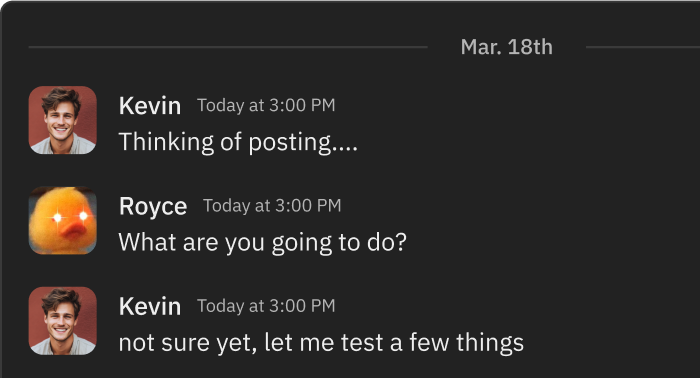 Mar. 18th
Kevin Today at 3:00 PM
Thinking of posting....
Royce Today at 3:00 PM
What are you going to do?
Kevin Today at 3:00 PM
not sure yet, let me test a few things